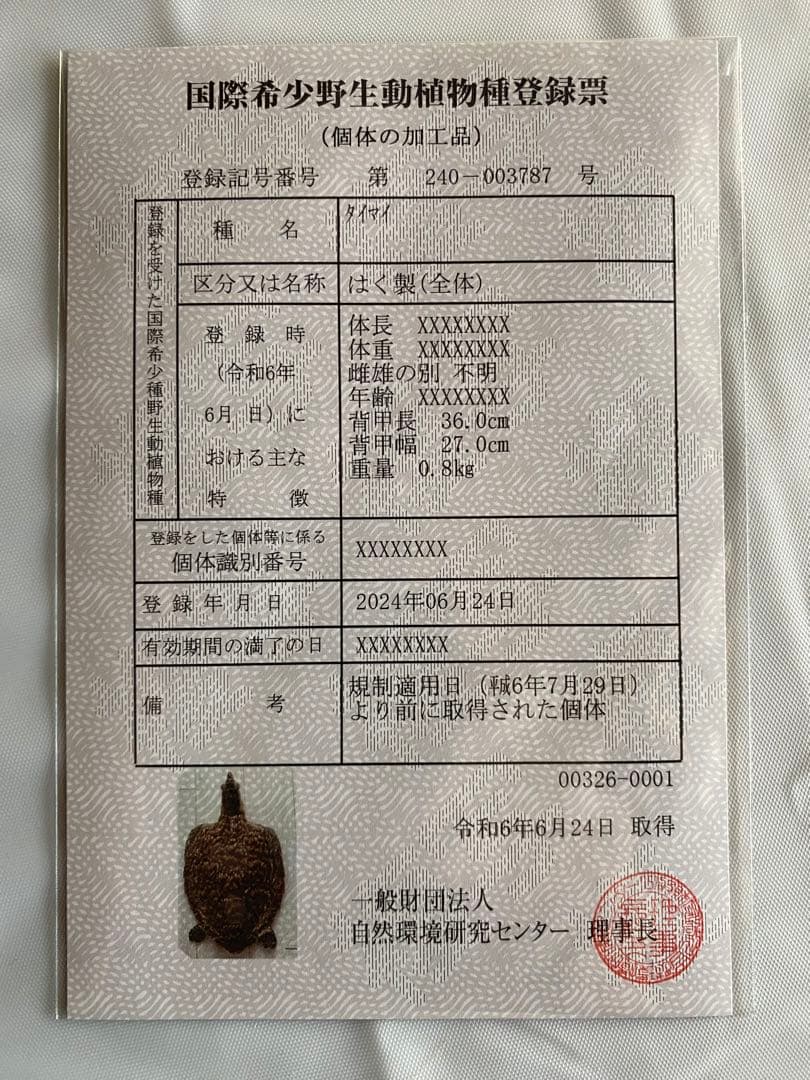 国際希少野生動植物種登録票
(個体の加工品)
登録記号番号 第 240-003787 号
登録を受けた国際希少種野生動植物種
種 名
ﾀｲﾏｲ
区分又は名称
はく製(全体)
登録時
(令和6年
6月 日)に
おける主な
特 徴
体長 XXXXXXXX
体重 XXXXXXXX
雌雄の別 不明
年齢 XXXXXXXX
背甲長 36.0cm
背甲幅 27.0cm
重量 0.8kg
登録をした個体等に係る
個体識別番号
XXXXXXXX
登録年月日
2024年06月24日
有効期間の満了の日
XXXXXXXX
備 考
規制適用日（平成6年7月29日）
より前に取得された個体
00326-0001
令和6年6月24日 取得
一般財団法人
自然環境研究センター 理事長